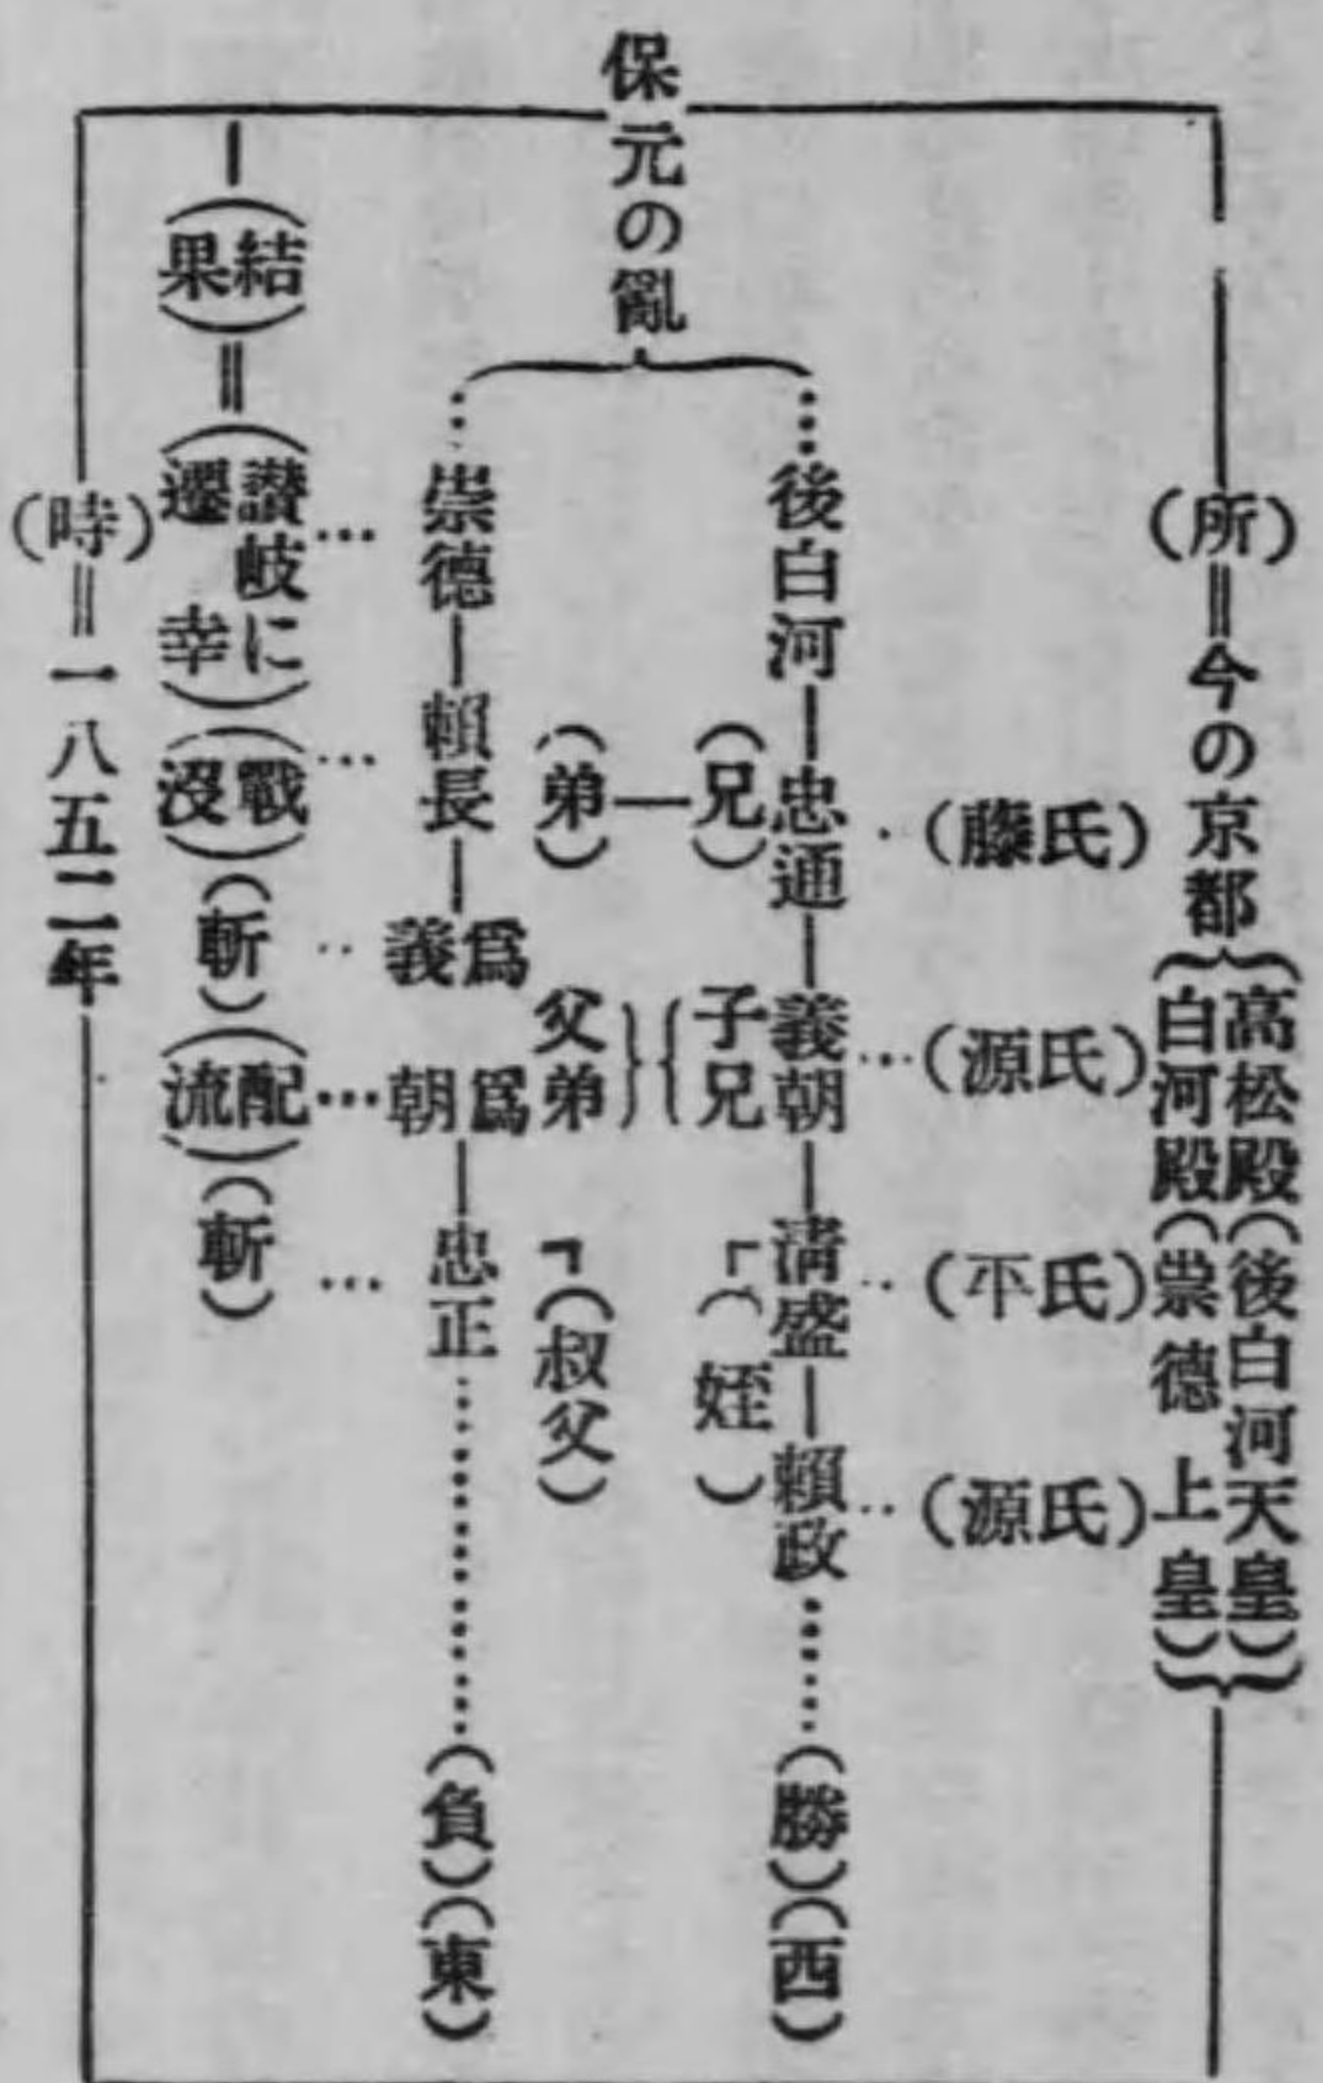 保元の亂
(所)=今の京都
高松殿(後白河天皇)
白河殿(崇德上皇)
(藤氏)
(源氏)
(平氏)
(源氏)
後白河―忠通―義朝―淸盛―賴政………(勝)(西)
(兄)
子兄
(姪)
(弟)
父弟
(叔父)
崇德―賴長―爲義 爲朝―忠正………(負)(東)
(結果)=(讃岐に遷幸)(戰沒)(斬)(配流)(斬)
(時)=一八五二年